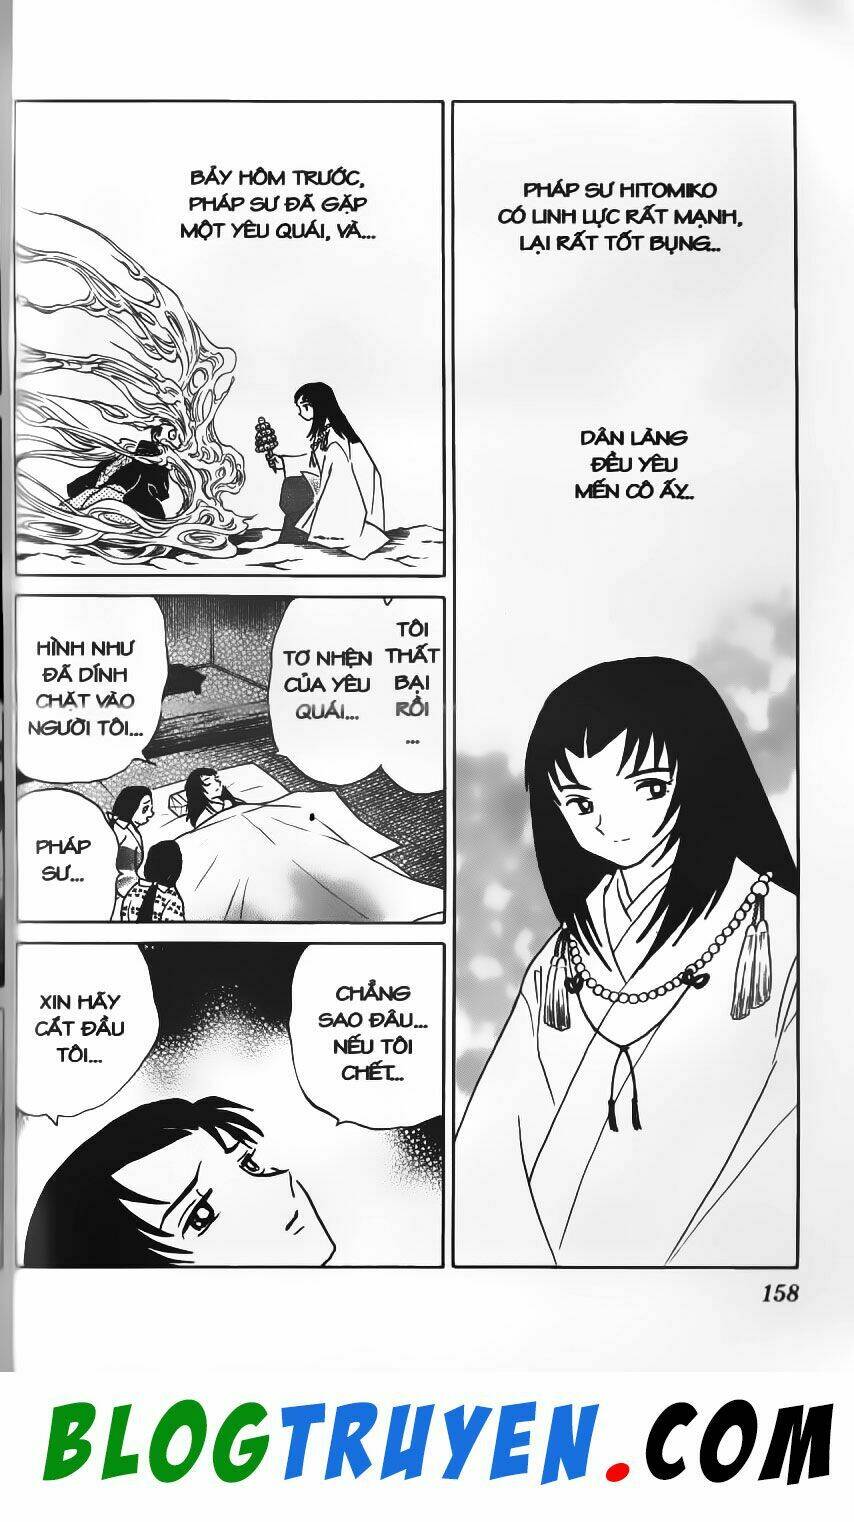 PHÁP SƯ HITOMIKO
CÓ LINH LỰC RẤT MẠNH,
LẠI RẤT TỐT BỤNG...
DÂN LÀNG
ĐỀU YÊU
MẾN CÔ ẤY...
BẢY HÔM TRƯỚC,
PHÁP SƯ ĐÃ GẶP
MỘT YÊU QUÁI, VÀ...
TÔI
THẤT
BẠI
RỒI
...
TƠ NHỆN
CỦA YÊU
QUÁI...
HÌNH NHƯ
ĐÃ DÍNH
CHẶT VÀO
NGƯỜI TÔI...
PHÁP
SƯ...
CHẲNG
SAO ĐÂU...
NẾU TÔI
CHẾT...
XIN HÃY
CẮT ĐẦU
TÔI...
158
BLOGTRUYEN.COM